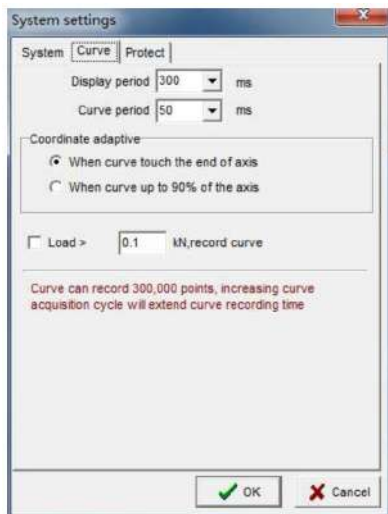 System settings
System Curve Protect
Display period 300 ms
Curve period 50 ms
Coordinate adaptive
When curve touch the end of axis
When curve up to 90% of the axis
Load > 0.1 kN,record curve
Curve can record 300,000 points, increasing curve
acquisition cycle will extend curve recording time
OK Cancel